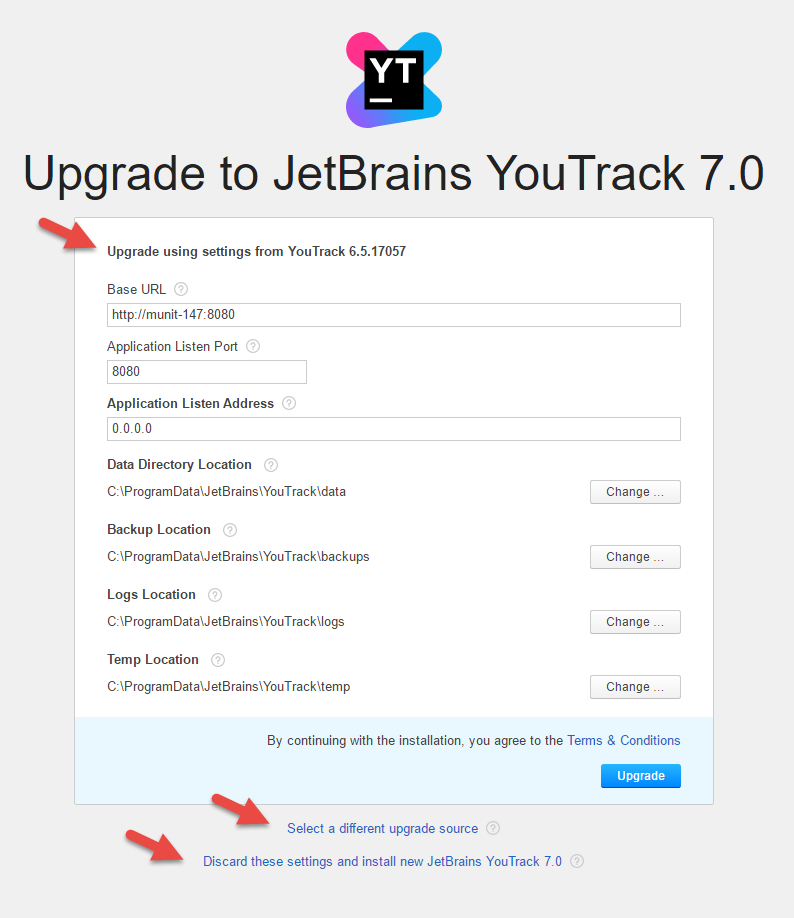 YT
Upgrade to JetBrains YouTrack 7.0
Upgrade using settings from YouTrack 6.5.17057
Base URL ?
http://munit-147:8080
Application Listen Port ?
8080
Application Listen Address ?
0.0.0.0
Data Directory Location ?
C:\ProgramData\JetBrains\YouTrack\data Change ...
Backup Location ?
C:\ProgramData\JetBrains\YouTrack\backups Change ...
Logs Location ?
C:\ProgramData\JetBrains\YouTrack\logs Change ...
Temp Location ?
C:\ProgramData\JetBrains\YouTrack\temp Change ...
By continuing with the installation, you agree to the Terms & Conditions
Upgrade
Select a different upgrade source ?
Discard these settings and install new JetBrains YouTrack 7.0 ?